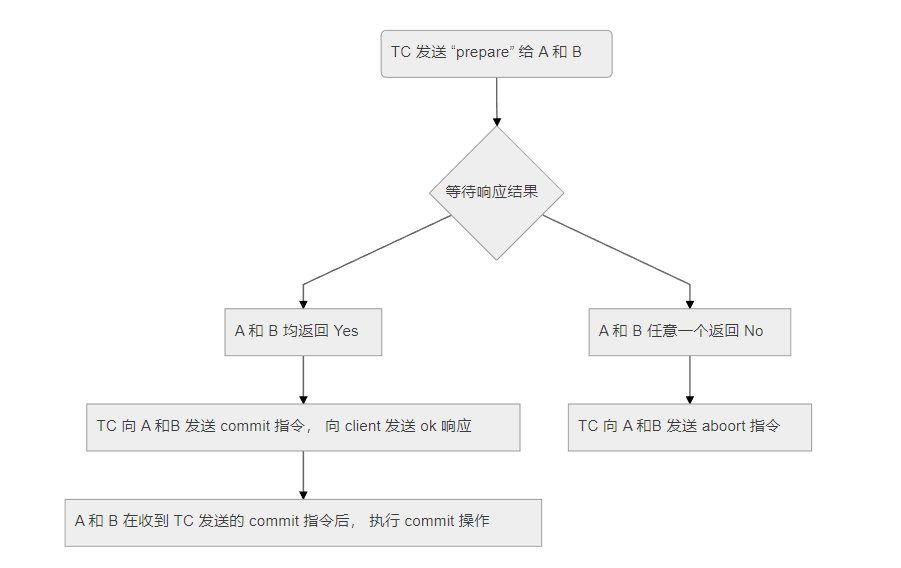 TC 发送 “prepare” 给 A 和 B
等待响应结果
A 和 B 均返回 Yes
A 和 B 任意一个返回 No
TC 向 A 和B 发送 commit 指令， 向 client 发送 ok 响应
TC 向 A 和B 发送 aboort 指令
A 和 B 在收到 TC 发送的 commit 指令后， 执行 commit 操作